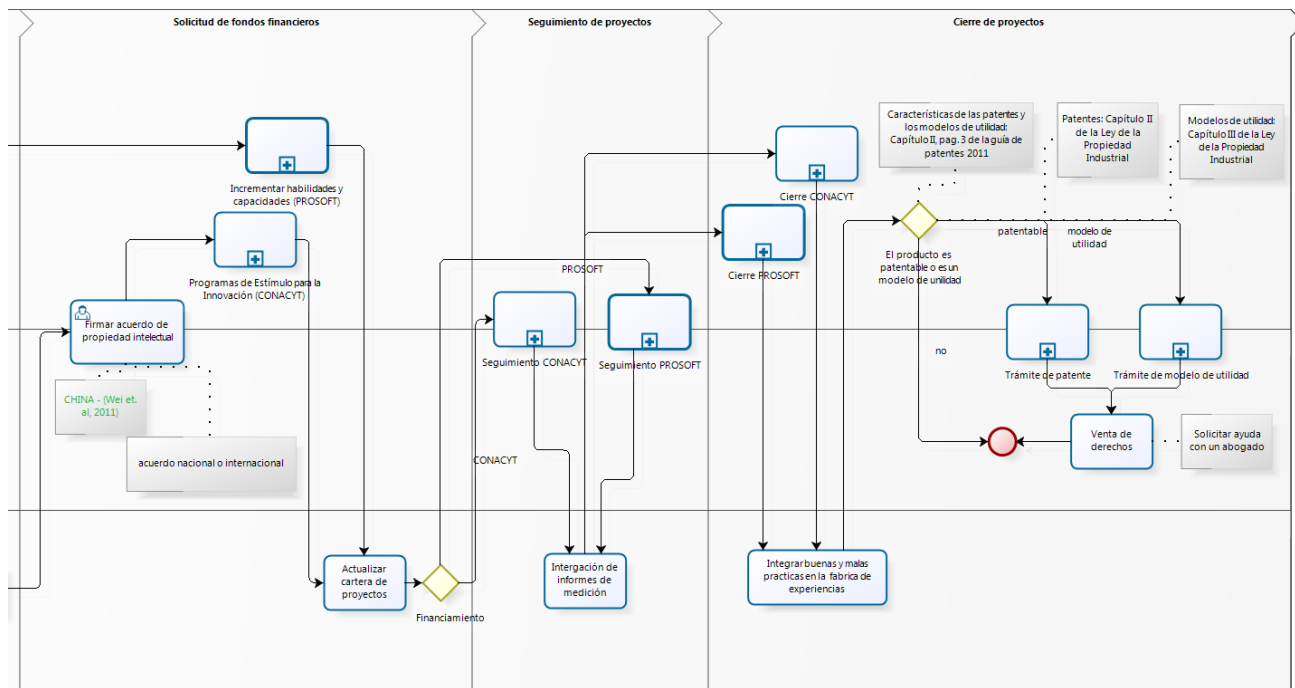 Solicitud de fondos financieros
Seguimiento de proyectos
Cierre de proyectos
Incrementar habilidades y
capacidades (PROSOFT)
Programas de Estímulo para la
Innovación (CONACYT)
Firmar acuerdo de
propiedad intelectual
CHINA - (Wei et.
al, 2011)
acuerdo nacional o internacional
Actualizar
cartera de
proyectos
Financiamiento
PROSOFT
CONACYT
Seguimiento CONACYT
Seguimiento PROSOFT
Intergación de
informes de
medición
Cierre CONACYT
Cierre PROSOFT
Integrar buenas y malas
practicas en la fabrica de
experiencias
Características de las patentes y
los modelos de utilidad:
Capítulo II, pag. 3 de la guía de
patentes 2011
Patentes: Capítulo II
de la Ley de la
Propiedad
Industrial
Modelos de utilidad:
Capítulo III de la Ley
de la Propiedad
Industrial
El producto es
patentable o es un
modelo de unilidad
patentable
modelo de
utilidad
no
Trámite de patente
Trámite de modelo de utilidad
Venta de
derechos
Solicitar ayuda
con un abogado